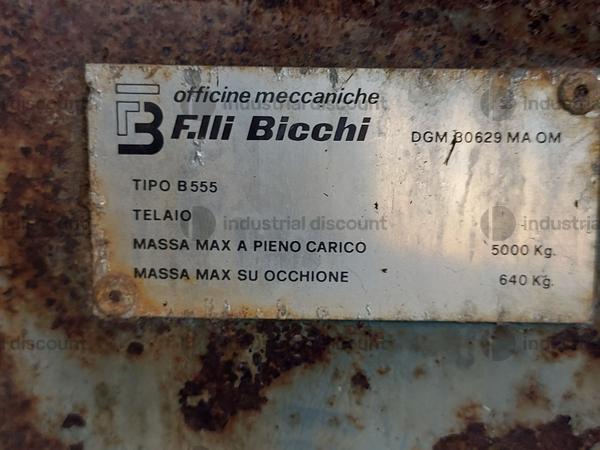 officine meccaniche
F.lli Bicchi
DGM 30629 MA OM
TIPO B555
TELAIO
MASSA MAX A PIENO CARICO 5000 Kg.
MASSA MAX SU OCCHIONE 640 Kg.
industrial discount